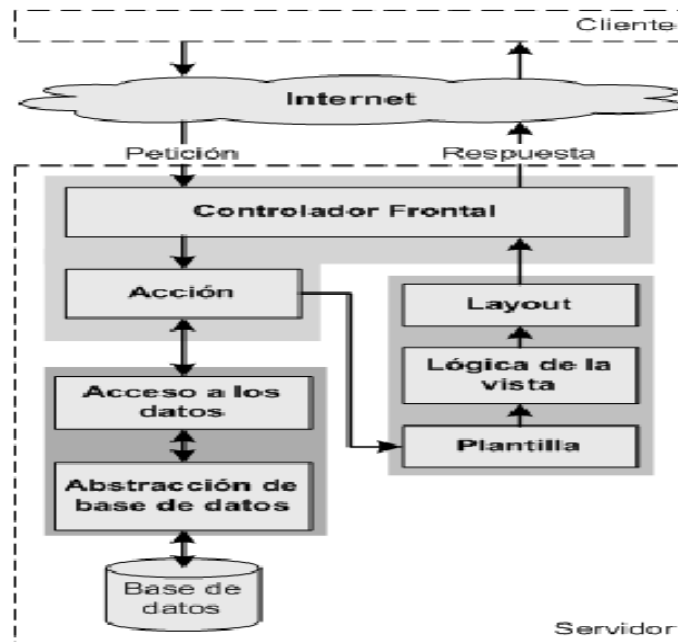 Cliente
Internet
Petición
Respuesta
Controlador Frontal
Acción
Layout
Lógica de la
vista
Acceso a los
datos
Plantilla
Abstracción de
base de datos
Base de
datos
Servidor